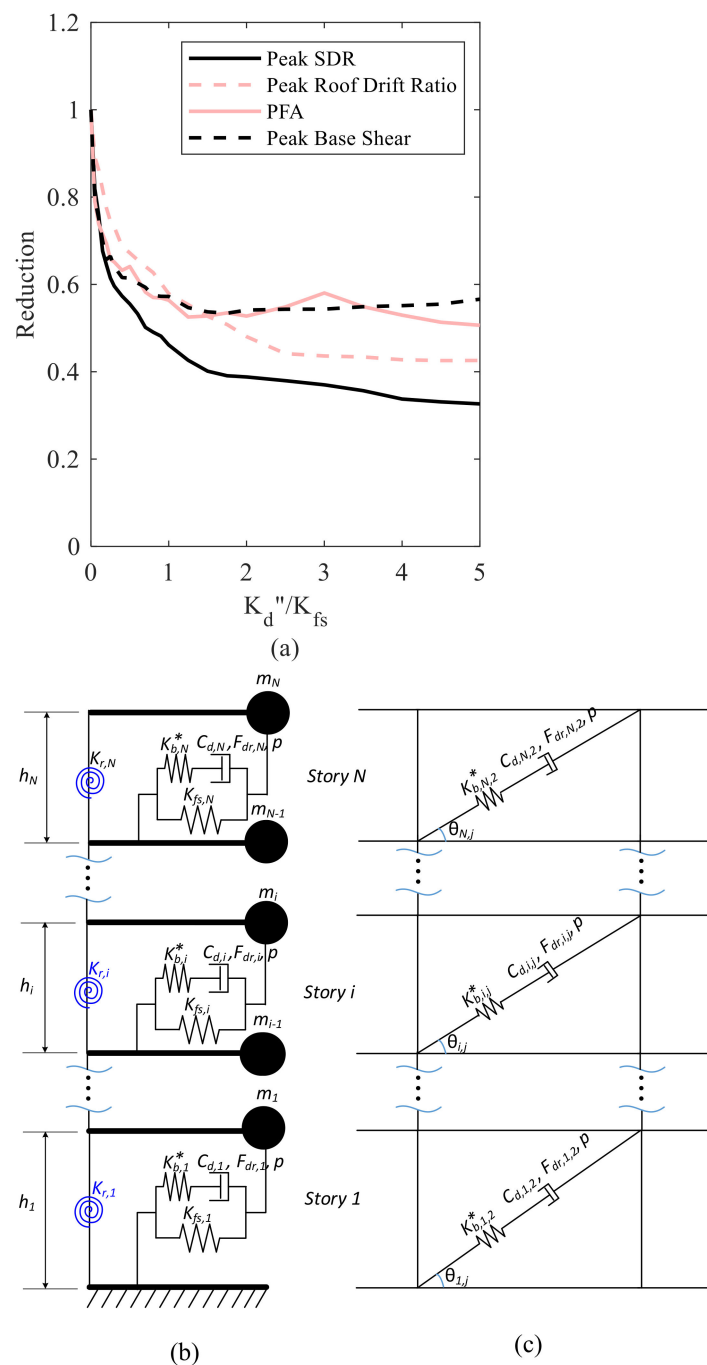 1.2
1
0.8
0.6
0.4
0.2
0
Reduction
Peak SDR
Peak Roof Drift Ratio
PFA
Peak Base Shear
0 1 2 3 4 5
K_d''/K_fs
(a)
m_N
K_r,N
K*_b,N
C_d,N, F_dr,N, p
K_fs,N
h_N
m_N-1
Story N
K*_b,N,2
C_d,N,2, F_dr,N,2, p
θ_N,j
m_i
K_r,i
K*_b,i
C_d,i, F_dr,i, p
K_fs,i
h_i
m_i-1
Story i
K*_b,i,j
C_d,i,j, F_dr,i,j, p
θ_i,j
m_1
K_r,1
K*_b,1
C_d,1, F_dr,1, p
K_fs,1
h_1
Story 1
K*_b,1,2
C_d,1,2, F_dr,1,2, p
θ_1,j
(b)
(c)